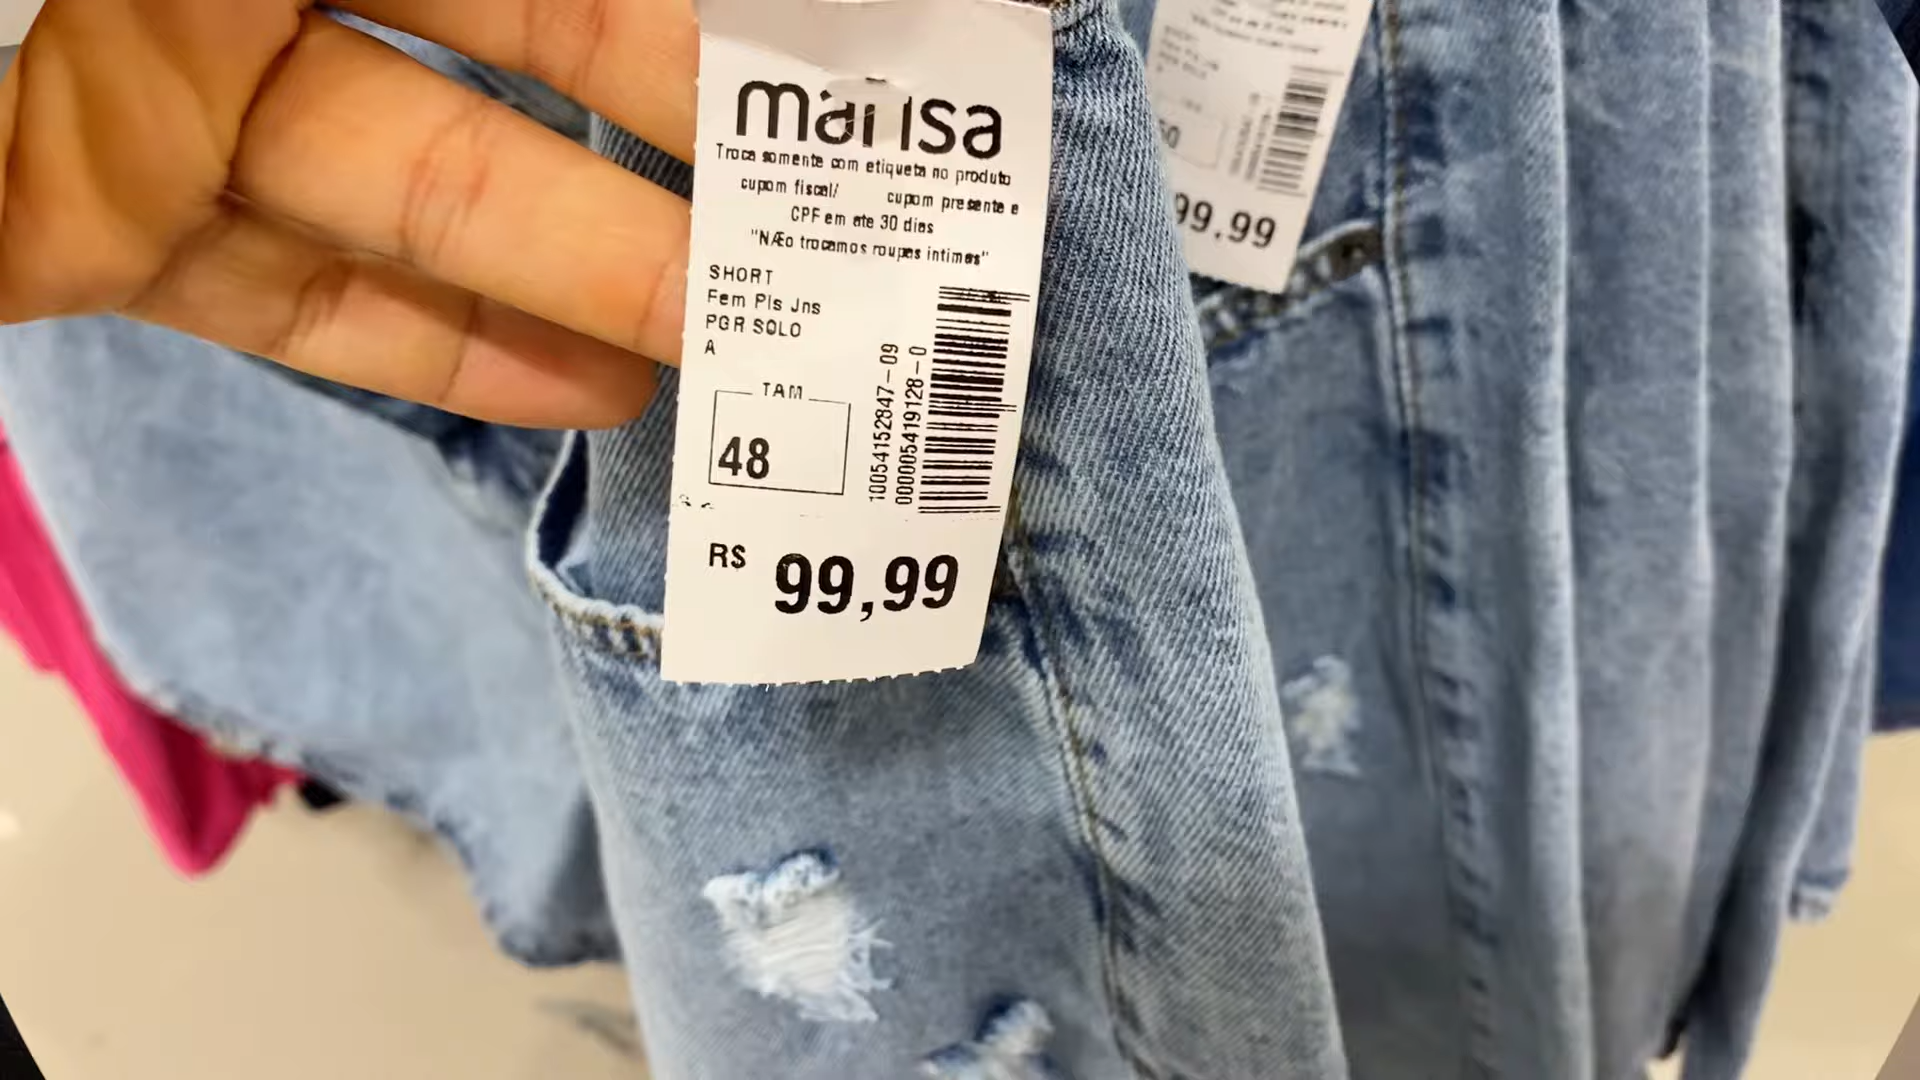 marisa
Troca somente com etiqueta no produto
cupom fiscal/ cupom presente e
CPF em ate 30 dias
"NÆo trocamos roupas intimas"
SHORT
Fem Pls Jns
PGR SOLO
A
TAM
48
10054152847-09
000005419128-0
R$ 99,99
99.99